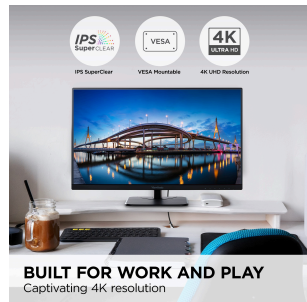 IPS
SuperCLEAR
VESA
4K
ULTRA HD
IPS SuperClear
VESA Mountable
4K UHD Resolution
BUILT FOR WORK AND PLAY
Captivating 4K resolution